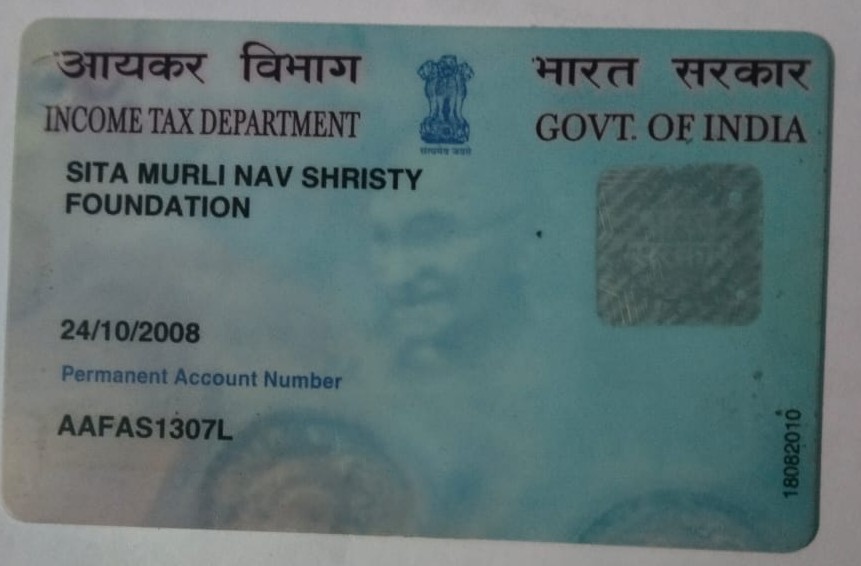 आयकर विभाग
भारत सरकार
INCOME TAX DEPARTMENT
GOVT. OF INDIA
सत्यमेव जयते
SITA MURLI NAV SHRISTY
FOUNDATION
24/10/2008
Permanent Account Number
AAFAS1307L
18082010